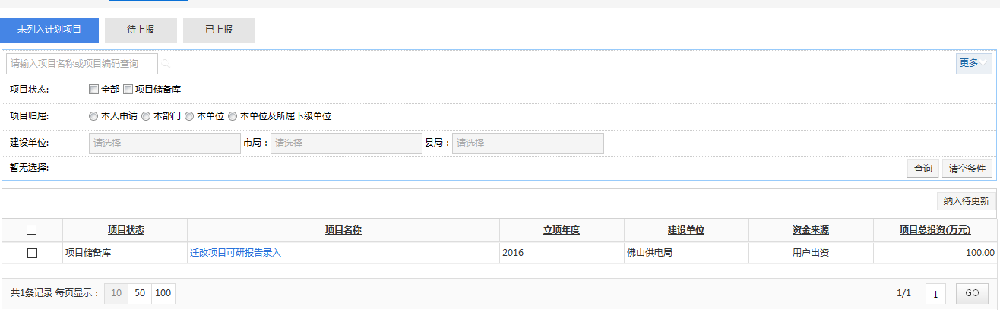 未列入计划项目 待上报 已上报
请输入项目名称或项目编码查询 更多
项目状态: 全部 项目储备库
项目归属: 本人申请 本部门 本单位 本单位及所属下级单位
建设单位: 请选择 市局: 请选择 县局: 请选择
暂无选择: 查询 清空条件
纳入待更新
项目状态 项目名称 立项年度 建设单位 资金来源 项目总投资(万元)
项目储备库 迁改项目可研报告录入 2016 佛山供电局 用户出资 100.00
共1条记录 每页显示: 10 50 100 1/1 1 GO